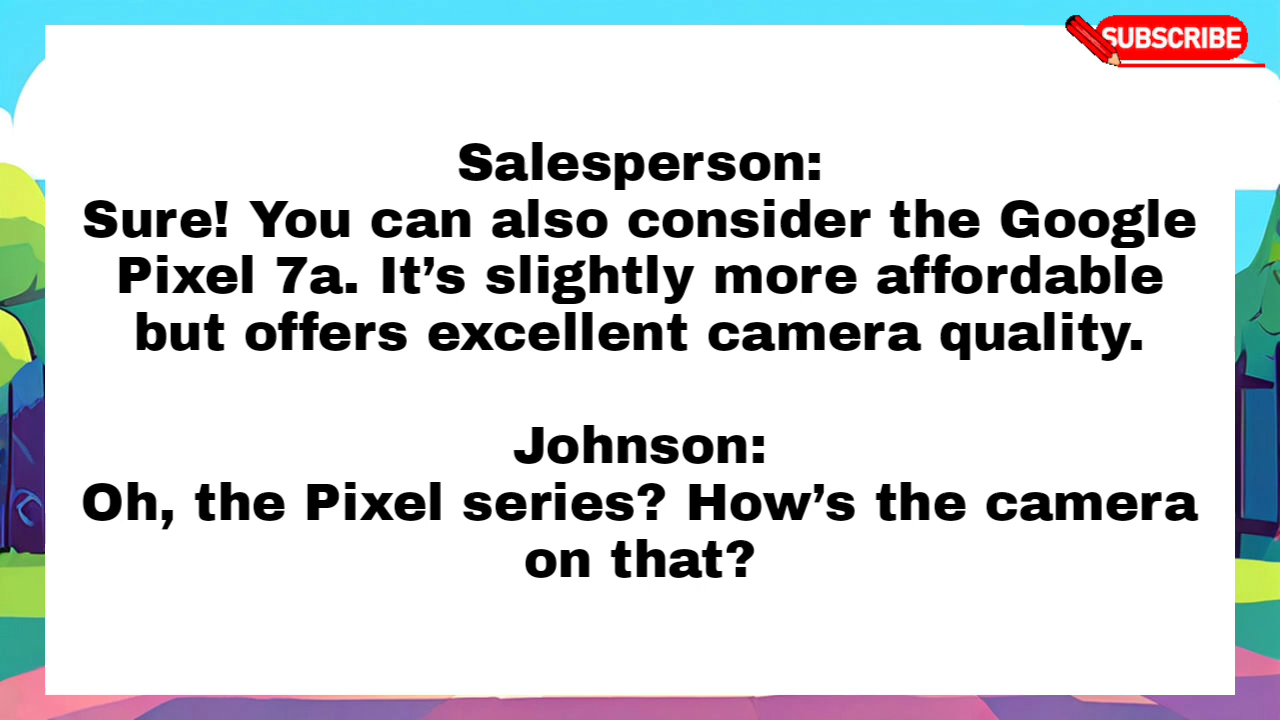 SUBSCRIBE
Salesperson:
Sure! You can also consider the Google
Pixel 7a. It’s slightly more affordable
but offers excellent camera quality.
Johnson:
Oh, the Pixel series? How’s the camera
on that?